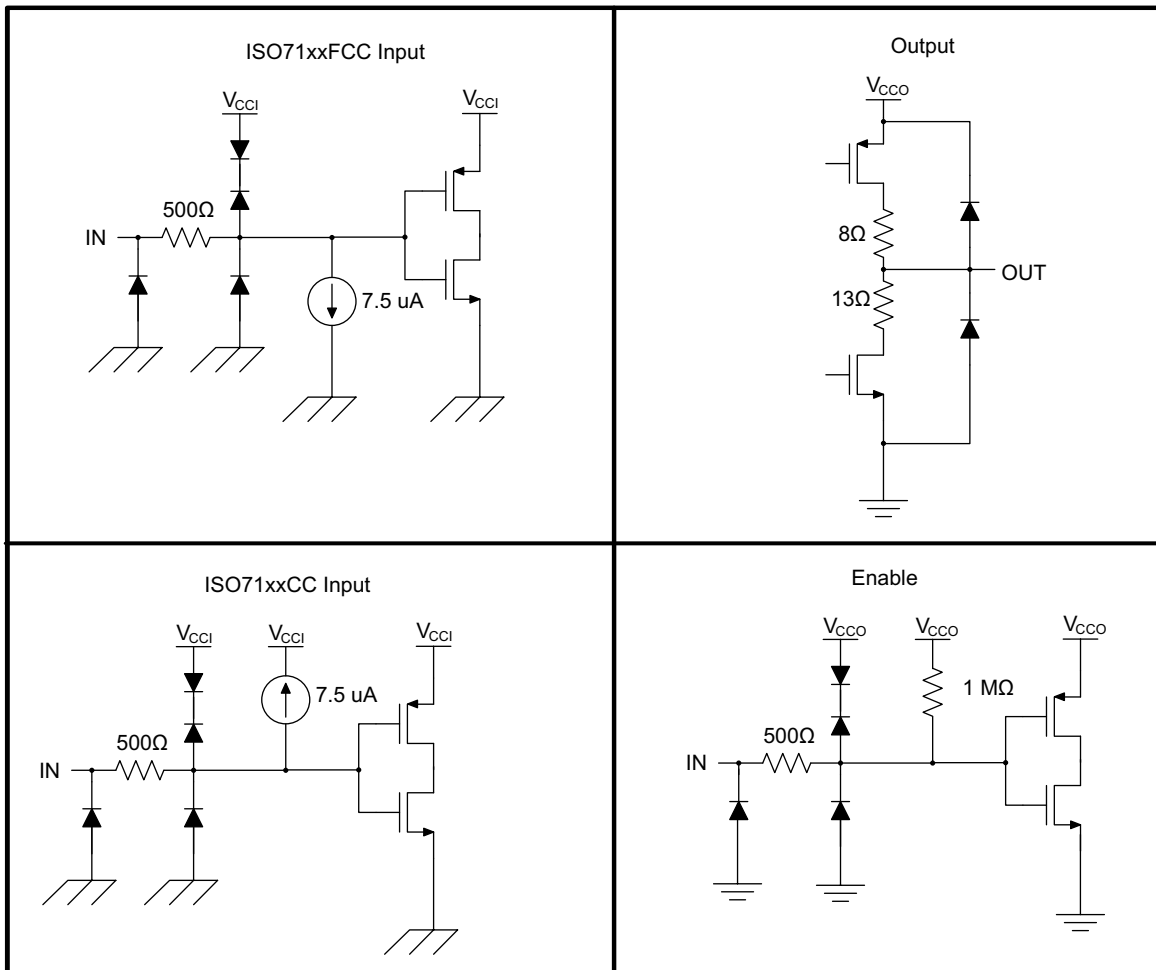 ISO71xxFCC Input
VCCI
VCCI
500Ω
IN
7.5 uA
Output
VCCO
8Ω
OUT
13Ω
ISO71xxCC Input
VCCI
VCCI
VCCI
7.5 uA
500Ω
IN
Enable
VCCO
VCCO
VCCO
1 MΩ
500Ω
IN